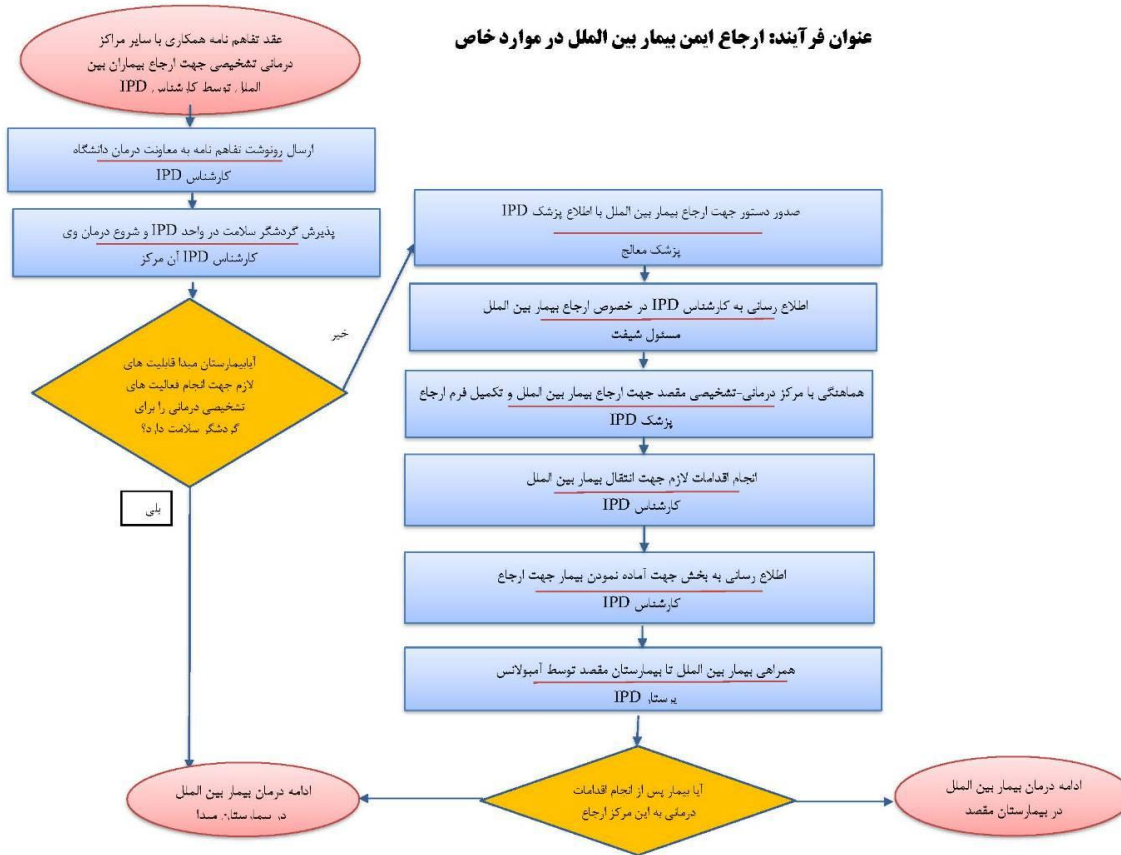 عنوان فرآیند: ارجاع ایمن بیمار بین الملل در موارد خاص
عقد تفاهم نامه همکاری با سایر مراکز
درمانی تشخیصی جهت ارجاع بیماران بین
الملل توسط کارشناس IPD
ارسال رونوشت تفاهم نامه به معاونت درمان دانشگاه
کارشناس IPD
پذیرش گردشگر سلامت در واحد IPD و شروع درمان وی
کارشناس IPD آن مرکز
آیابیمارستان مبدا قابلیت های
لازم جهت انجام فعالیت های
تشخیصی درمانی را برای
گردشگر سلامت دارد؟
خیر
بلی
صدور دستور جهت ارجاع بیمار بین الملل با اطلاع پزشک IPD
پزشک معالج
اطلاع رسانی به کارشناس IPD در خصوص ارجاع بیمار بین الملل
مسئول شیفت
هماهنگی با مرکز درمانی-تشخیصی مقصد جهت ارجاع بیمار بین الملل و تکمیل فرم ارجاع
پزشک IPD
انجام اقدامات لازم جهت انتقال بیمار بین الملل
کارشناس IPD
اطلاع رسانی به بخش جهت آماده نمودن بیمار جهت ارجاع
کارشناس IPD
همراهی بیمار بین الملل تا بیمارستان مقصد توسط آمبولانس
پرستار IPD
آیا بیمار پس از انجام اقدامات
درمانی به این مرکز ارجاع
ادامه درمان بیمار بین الملل
در بیمارستان مبدا
ادامه درمان بیمار بین الملل
در بیمارستان مقصد